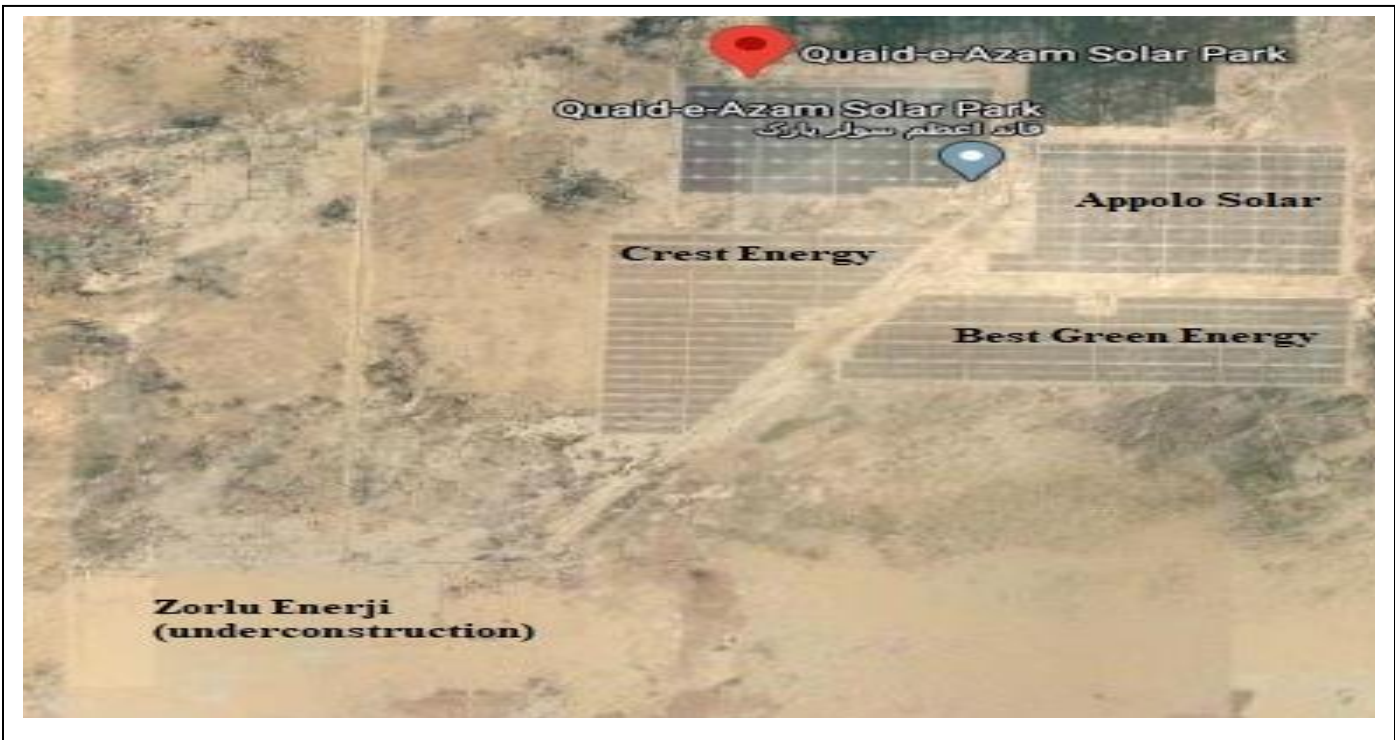 Quaid-e-Azam Solar Park
Quaid-e-Azam Solar Park
قائد اعظم سولر پارک
Appolo Solar
Crest Energy
Best Green Energy
Zorlu Enerji
(underconstruction)